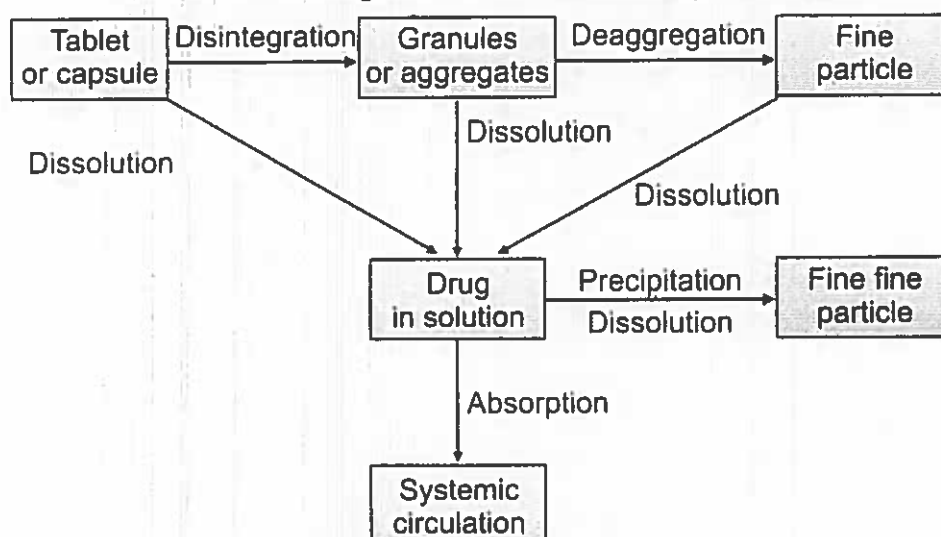 Tablet
or capsule
Disintegration
Granules
or aggregates
Deaggregation
Fine
particle
Dissolution
Dissolution
Dissolution
Drug
in solution
Precipitation
Dissolution
Fine fine
particle
Absorption
Systemic
circulation